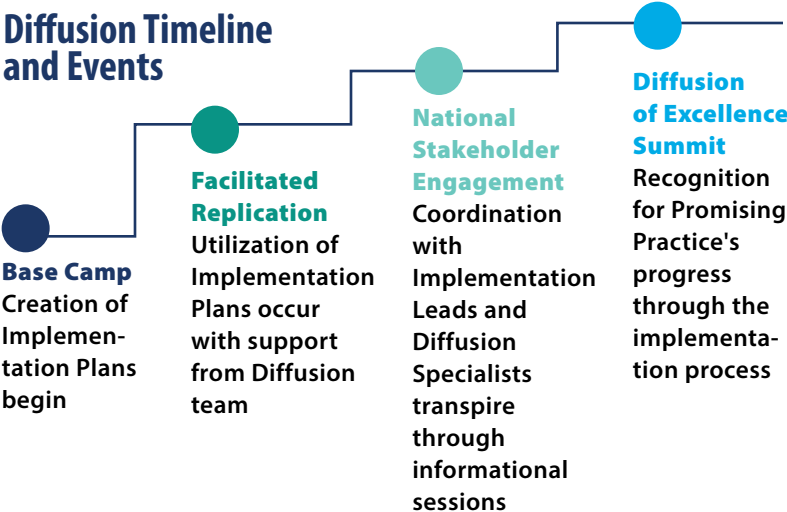 Diffusion Timeline
and Events
Base Camp
Creation of
Implemen-
tation Plans
begin
Facilitated
Replication
Utilization of
Implementation
Plans occur
with support
from Diffusion
team
National
Stakeholder
Engagement
Coordination
with
Implementation
Leads and
Diffusion
Specialists
transpire
through
informational
sessions
Diffusion
of Excellence
Summit
Recognition
for Promising
Practice's
progress
through the
implementa-
tion process